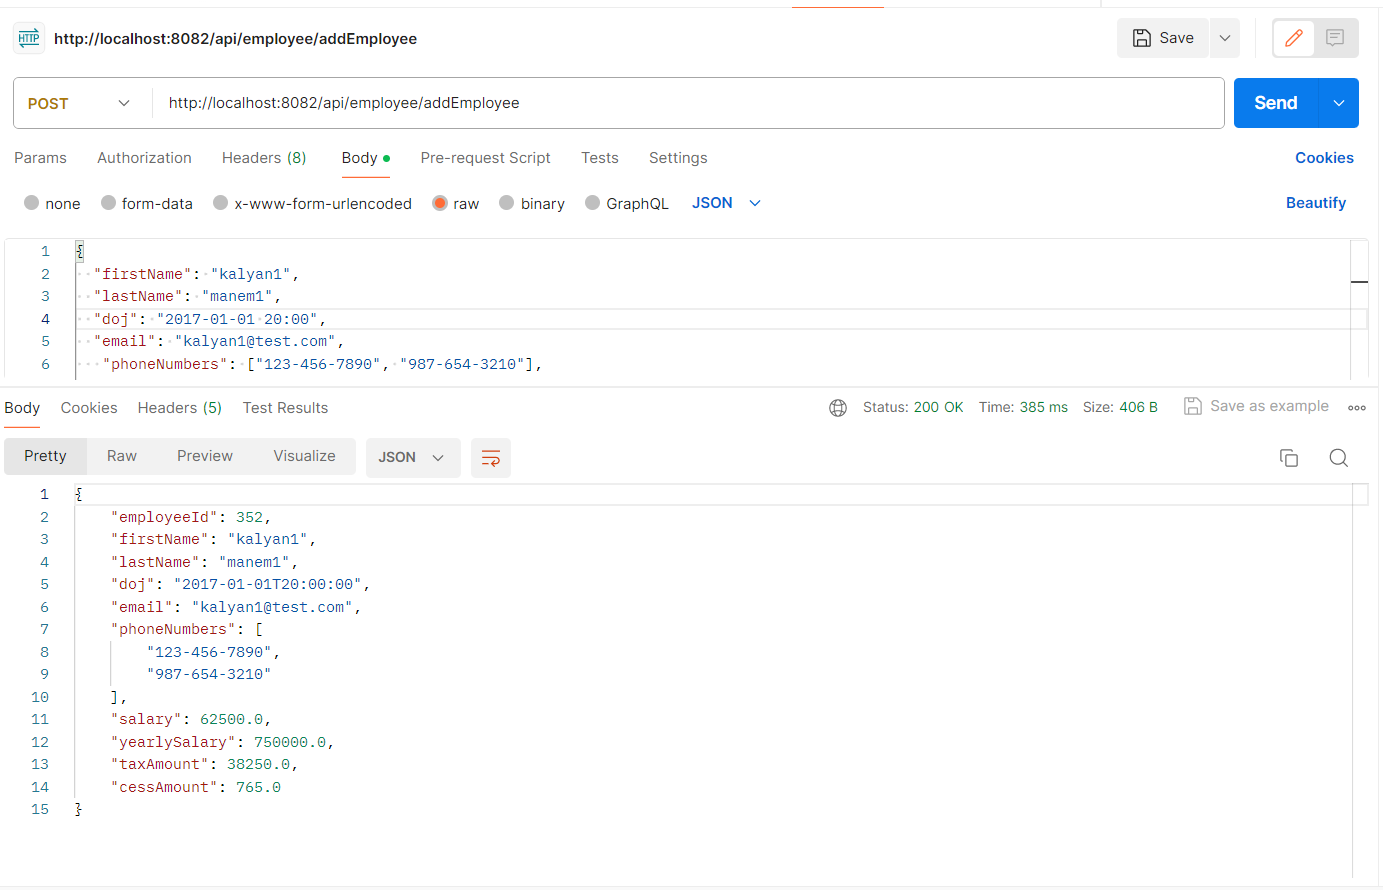 HTTP http://localhost:8082/api/employee/addEmployee Save
POST http://localhost:8082/api/employee/addEmployee Send
Params Authorization Headers (8) Body Pre-request Script Tests Settings Cookies
none form-data x-www-form-urlencoded raw binary GraphQL JSON Beautify
1 {
2 "firstName": "kalyan1",
3 "lastName": "manem1",
4 "doj": "2017-01-01 20:00",
5 "email": "kalyan1@test.com",
6 "phoneNumbers": ["123-456-7890", "987-654-3210"],
Body Cookies Headers (5) Test Results Status: 200 OK Time: 385 ms Size: 406 B Save as example
Pretty Raw Preview Visualize JSON
1 {
2 "employeeId": 352,
3 "firstName": "kalyan1",
4 "lastName": "manem1",
5 "doj": "2017-01-01T20:00:00",
6 "email": "kalyan1@test.com",
7 "phoneNumbers": [
8 "123-456-7890",
9 "987-654-3210"
10 ],
11 "salary": 62500.0,
12 "yearlySalary": 750000.0,
13 "taxAmount": 38250.0,
14 "cessAmount": 765.0
15 }